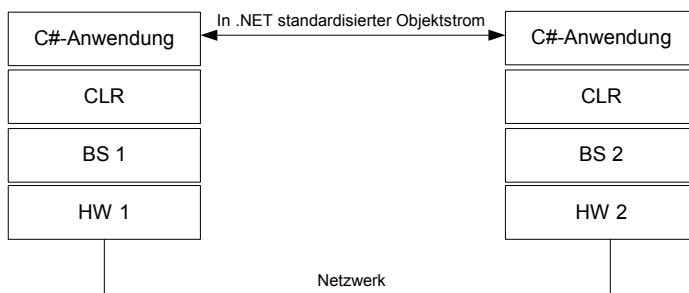 In .NET standardisierter Objektstrom
C#-Anwendung
C#-Anwendung
CLR
CLR
BS 1
BS 2
HW 1
HW 2
Netzwerk